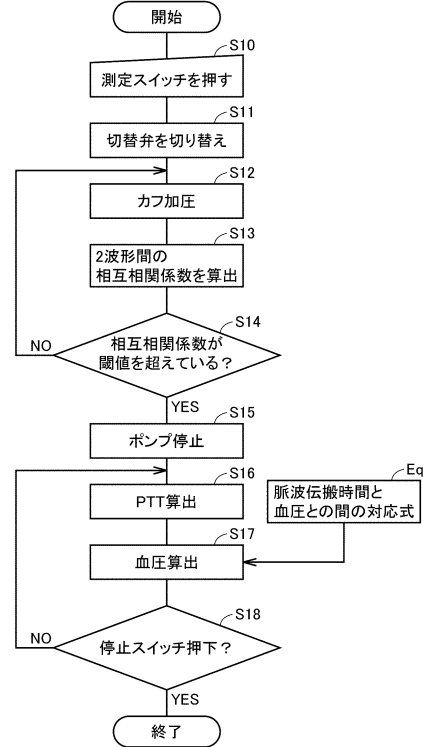 開始
S10
測定スイッチを押す
S11
切替弁を切り替え
S12
カフ加圧
S13
2波形間の
相互相関係数を算出
S14
相互相関係数が
閾値を超えている？
NO
YES
S15
ポンプ停止
S16
PTT算出
Eq
脈波伝搬時間と
血圧との間の対応式
S17
血圧算出
S18
停止スイッチ押下？
NO
YES
終了